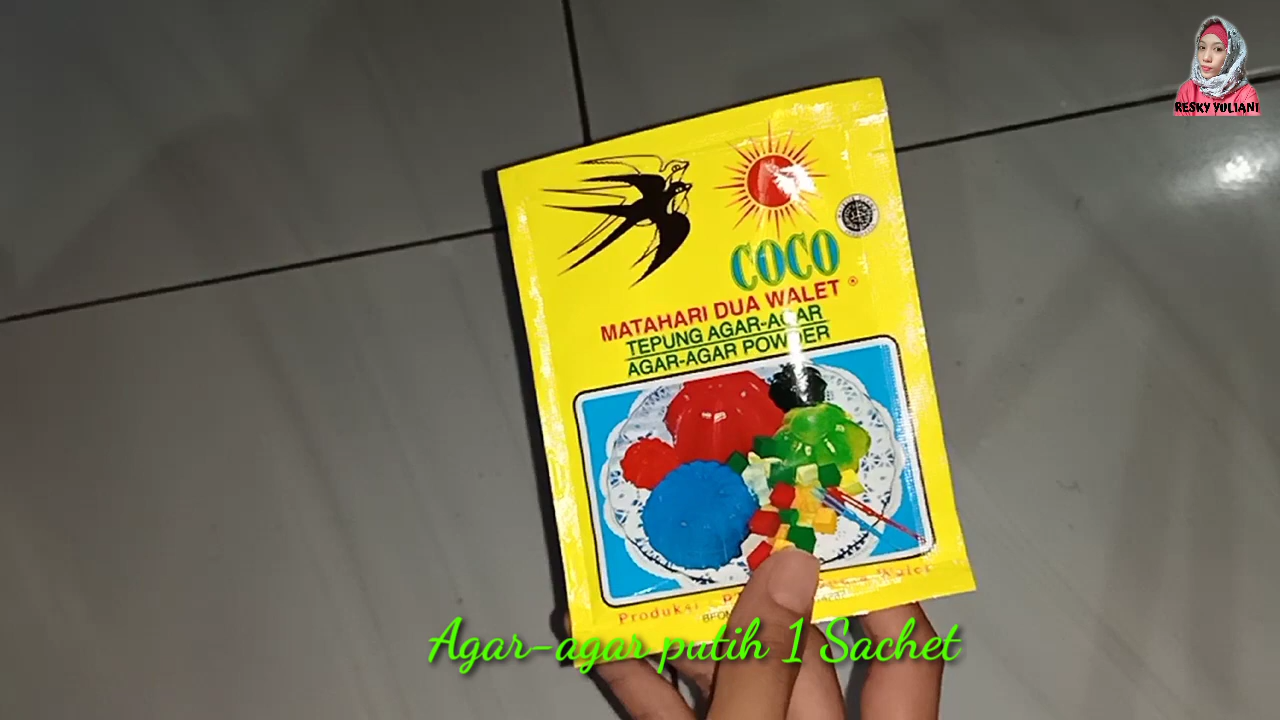 RESKY YULIANI
COCO
MATAHARI DUA WALET
TEPUNG AGAR-AGAR
AGAR-AGAR POWDER
Produksi
Walet
Agar-agar putih 1 Sachet